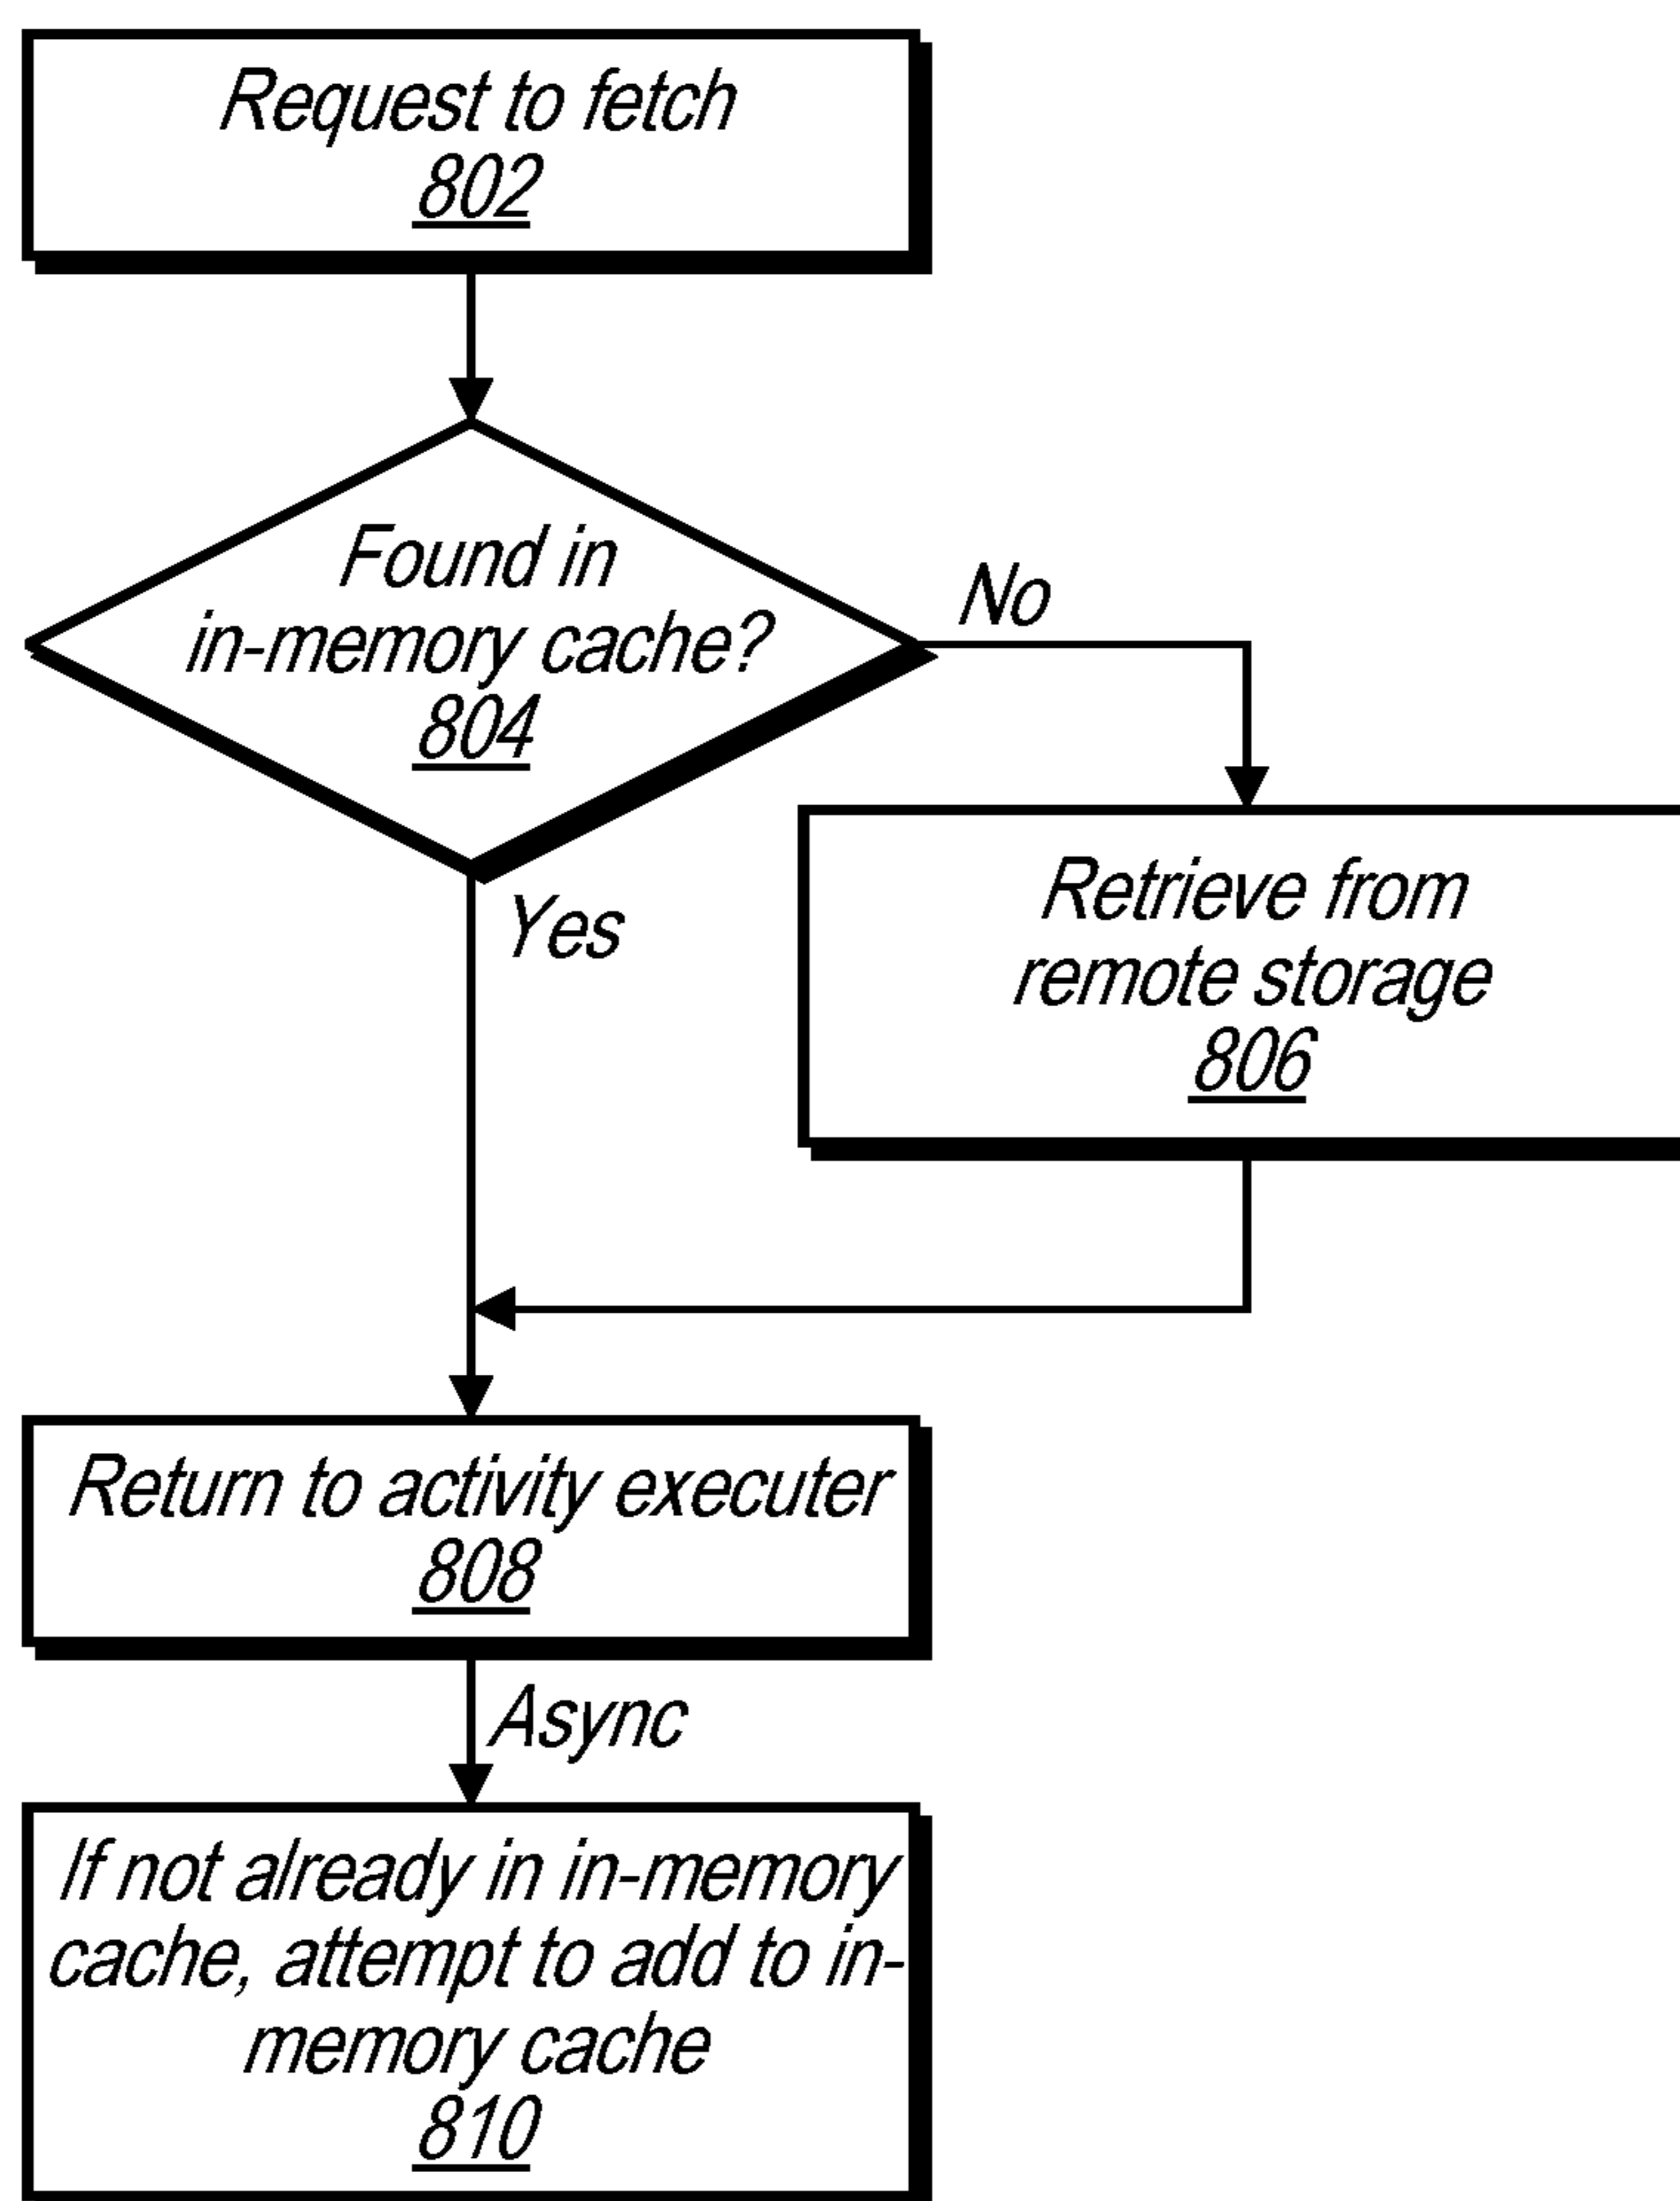 Request to fetch
802
Found in
in-memory cache?
804
No
Yes
Retrieve from
remote storage
806
Return to activity executer
808
Async
If not already in in-memory
cache, attempt to add to in-
memory cache
810